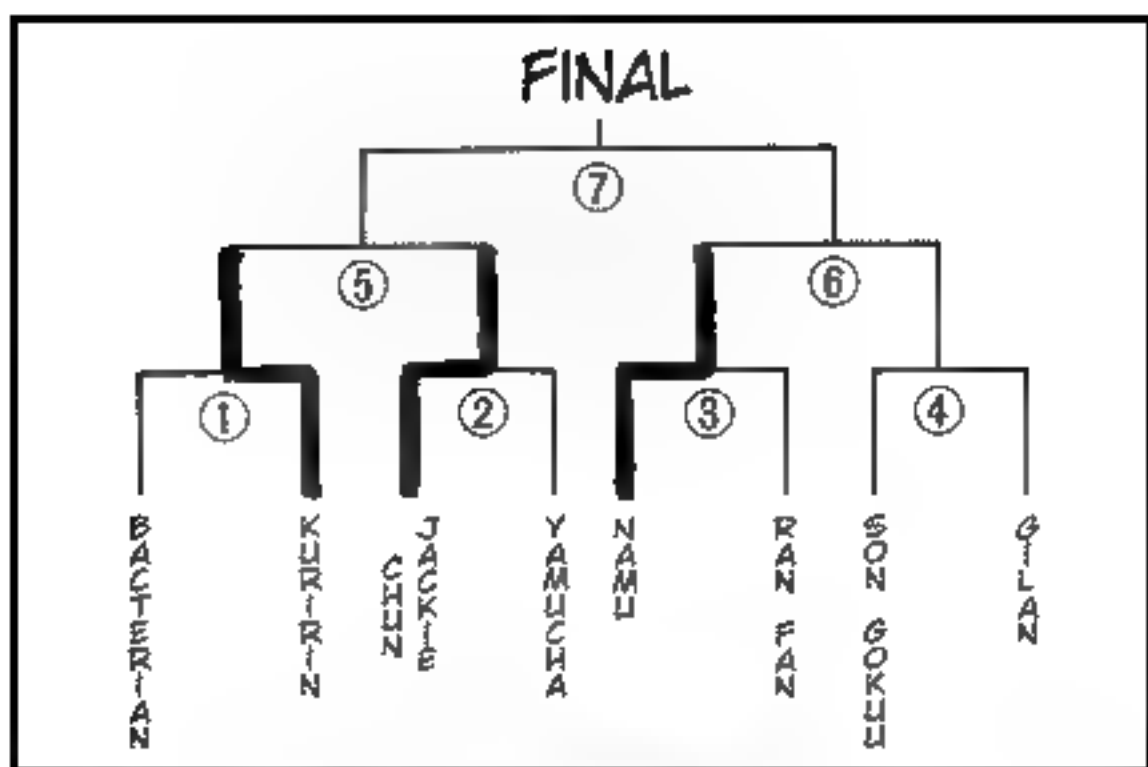 FINAL
⑦
⑤
⑥
①
②
③
④
BACTERIAN
KURIRIN
JACKIE
CHUN
YAMUCHA
NAMU
RAN FAN
SON GOKUU
GILAN